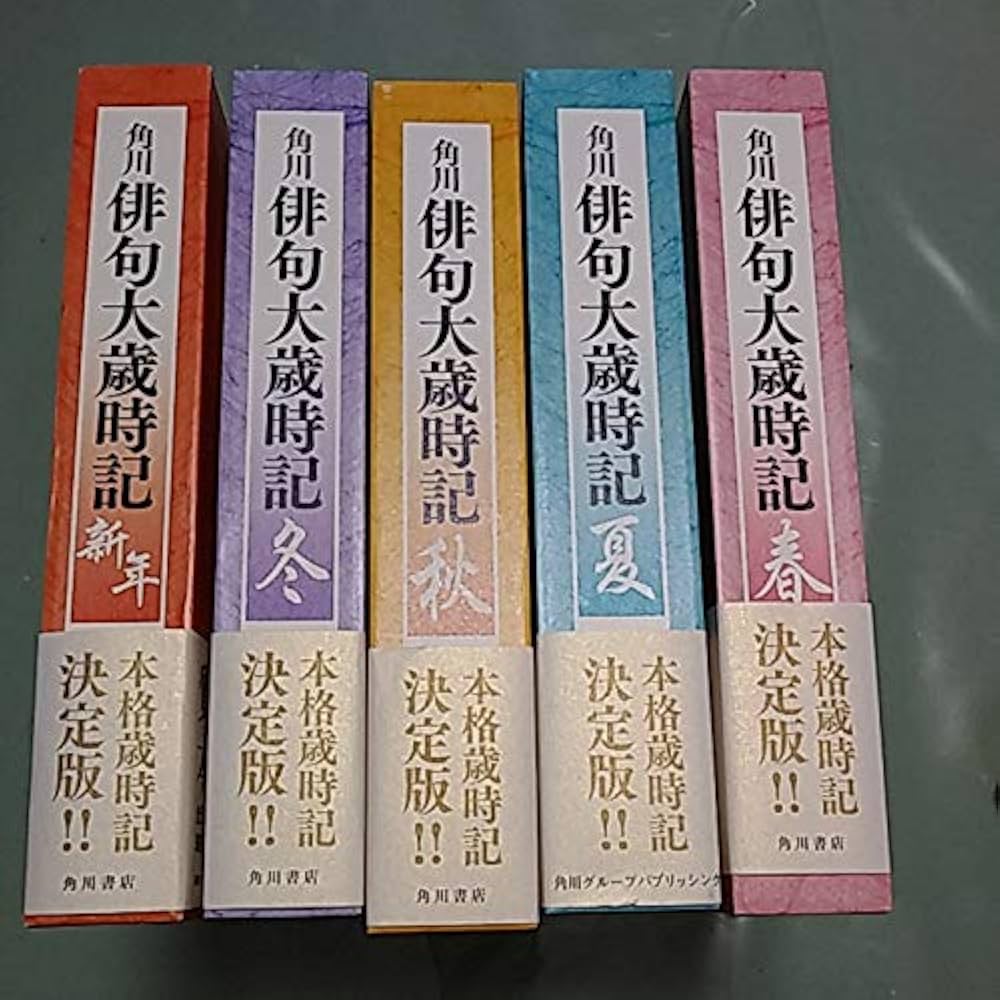 角川 俳句大歳時記 新年
本格歳時記
決定版!!
角川書店
角川 俳句大歳時記 冬
本格歳時記
決定版!!
角川書店
角川 俳句大歳時記 秋
本格歳時記
決定版!!
角川書店
角川 俳句大歳時記 夏
本格歳時記
決定版!!
角川グループパブリッシング
角川 俳句大歳時記 春
本格歳時記
決定版!!
角川書店